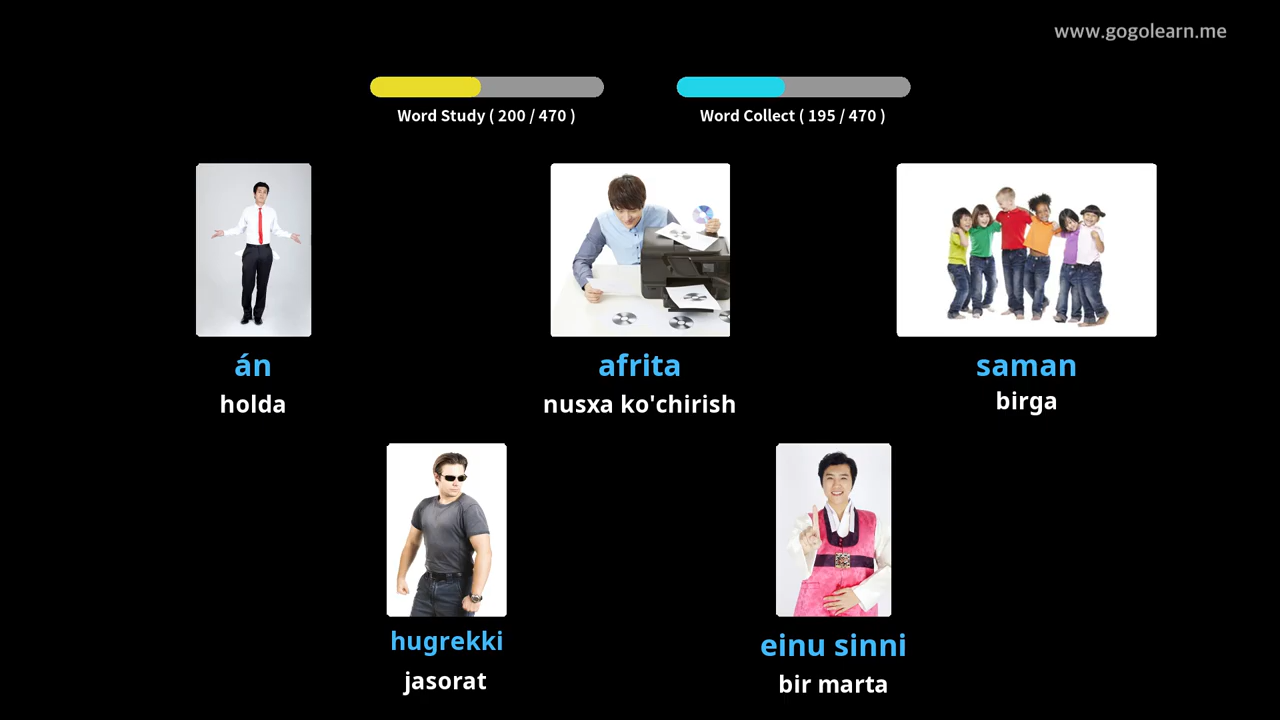 www.gogolearn.me
Word Study ( 200 / 470 )
Word Collect ( 195 / 470 )
án
holda
afrita
nusxa ko'chirish
saman
birga
hugrekki
jasorat
einu sinni
bir marta